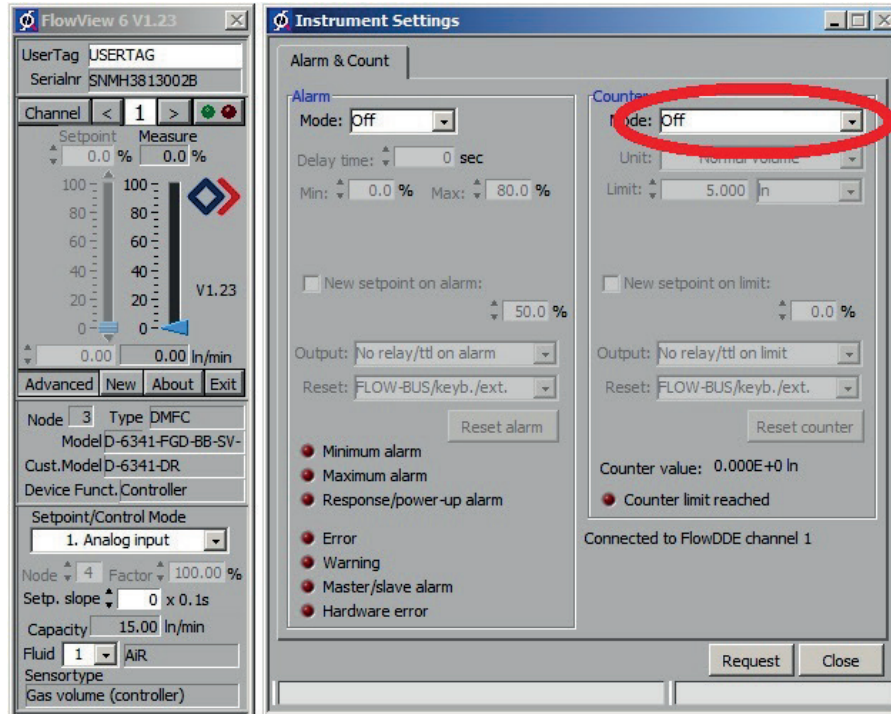 FlowView 6 V1.23
UserTag USERTAG
Serialnr SNMH3813002B
Channel < 1 >
Setpoint Measure
0.0 % 0.0 %
100 100
80 80
60 60
40 40
20 20
0 0
V1.23
0.00 0.00 ln/min
Advanced New About Exit
Node 3 Type DMFC
Model D-6341-FGD-BB-SV-
Cust.Model D-6341-DR
Device Funct. Controller
Setpoint/Control Mode
1. Analog input
Node 4 Factor 100.00 %
Setp. slope 0 x 0.1s
Capacity 15.00 ln/min
Fluid 1 AiR
Sensortype
Gas volume (controller)
Instrument Settings
Alarm & Count
Alarm
Mode: Off
Delay time: 0 sec
Min: 0.0 % Max: 80.0 %
New setpoint on alarm:
50.0 %
Output: No relay/ttl on alarm
Reset: FLOW-BUS/keyb./ext.
Reset alarm
Minimum alarm
Maximum alarm
Response/power-up alarm
Error
Warning
Master/slave alarm
Hardware error
Counter
Mode: Off
Unit: Normal volume
Limit: 5.000 ln
New setpoint on limit:
0.0 %
Output: No relay/ttl on limit
Reset: FLOW-BUS/keyb./ext.
Reset counter
Counter value: 0.000E+0 ln
Counter limit reached
Connected to FlowDDE channel 1
Request Close